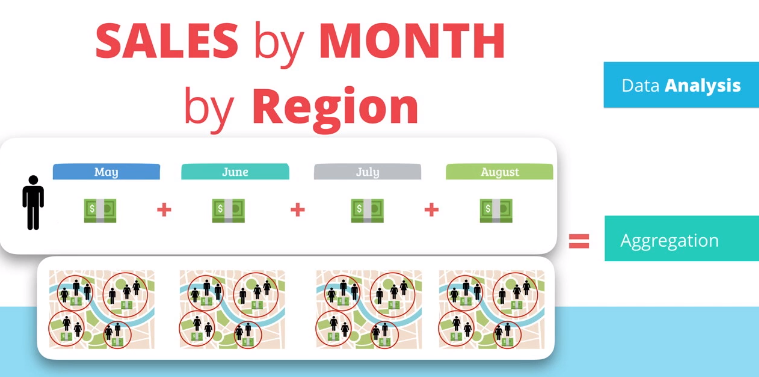 SALES by MONTH
by Region
Data Analysis
May June July August
$ $ $ $
+ + +
=
Aggregation